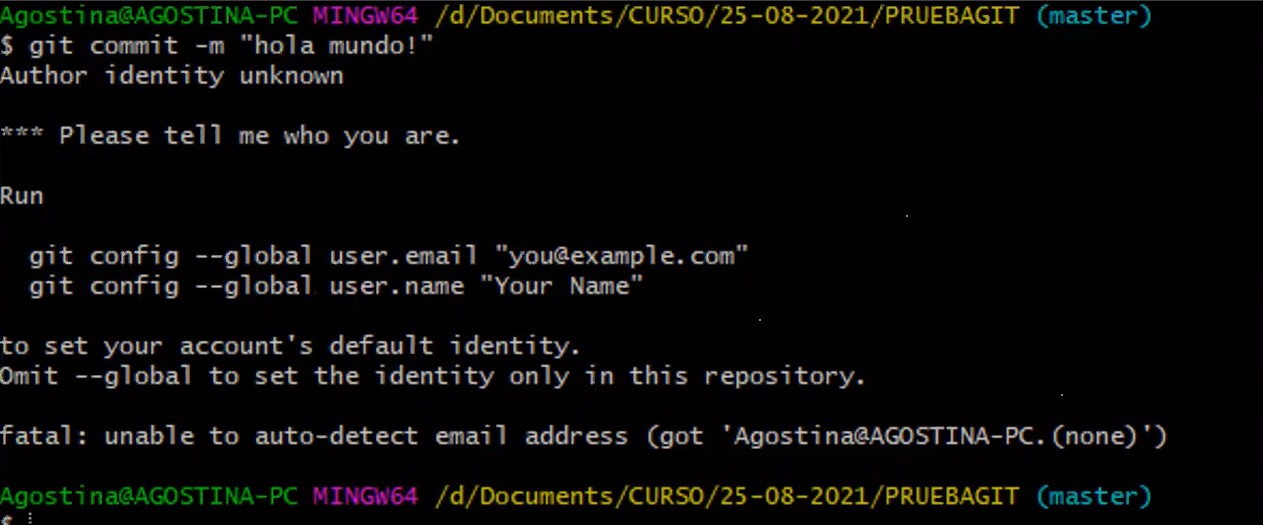 Agostina@AGOSTINA-PC MINGW64 /d/Documents/CURSO/25-08-2021/PRUEBAGIT (master)
$ git commit -m "hola mundo!"
Author identity unknown
*** Please tell me who you are.
Run
git config --global user.email "you@example.com"
git config --global user.name "Your Name"
to set your account's default identity.
Omit --global to set the identity only in this repository.
fatal: unable to auto-detect email address (got 'Agostina@AGOSTINA-PC.(none)')
Agostina@AGOSTINA-PC MINGW64 /d/Documents/CURSO/25-08-2021/PRUEBAGIT (master)
$